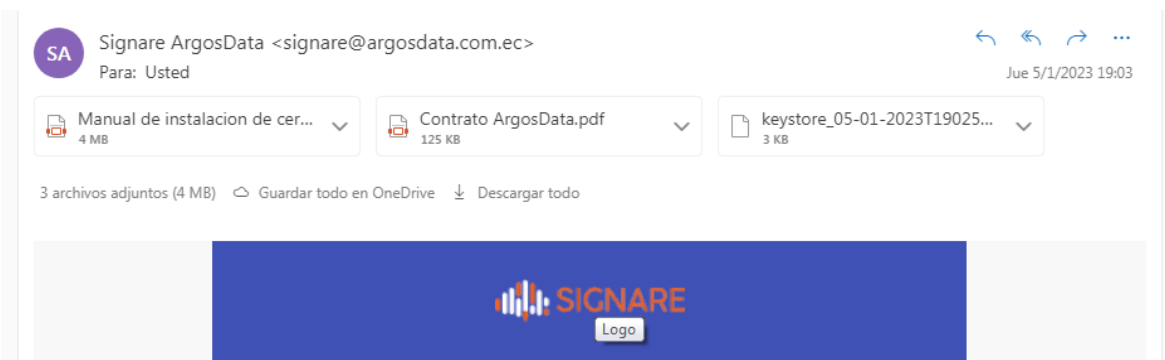 SA
Signare ArgosData <signare@argosdata.com.ec>
Para: Usted
Jue 5/1/2023 19:03
Manual de instalacion de cer...
4 MB
Contrato ArgosData.pdf
125 KB
keystore_05-01-2023T19025...
3 KB
3 archivos adjuntos (4 MB) Guardar todo en OneDrive Descargar todo
SIGNARE
Logo